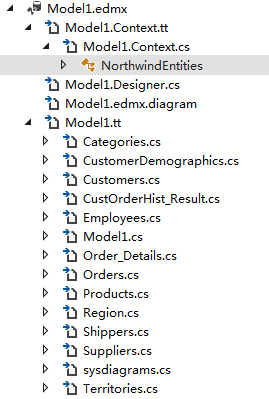 Model1.edmx
Model1.Context.tt
Model1.Context.cs
NorthwindEntities
Model1.Designer.cs
Model1.edmx.diagram
Model1.tt
Categories.cs
CustomerDemographics.cs
Customers.cs
CustOrderHist_Result.cs
Employees.cs
Model1.cs
Order_Details.cs
Orders.cs
Products.cs
Region.cs
Shippers.cs
Suppliers.cs
sysdiagrams.cs
Territories.cs